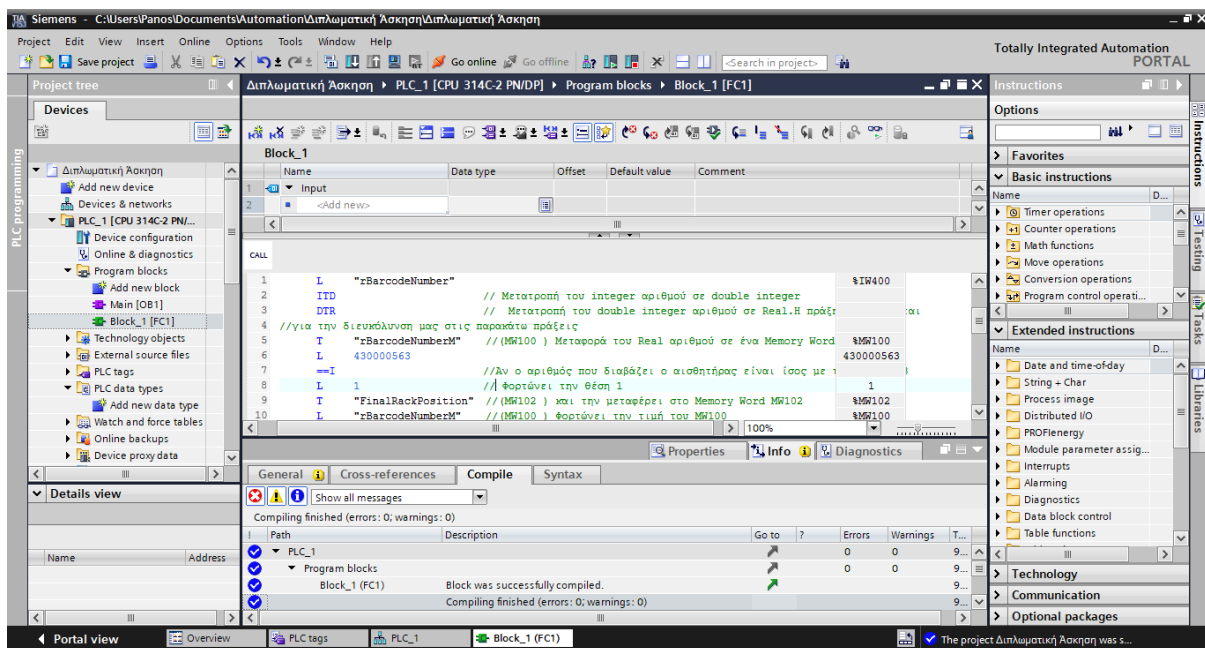 Siemens - C:\Users\Panos\Documents\Automation\Διπλωματική Άσκηση\Διπλωματική Άσκηση
Project Edit View Insert Online Options Tools Window Help
Totally Integrated Automation
PORTAL
Save project
Go online
Go offline
<Search in project>
Project tree
Διπλωματική Άσκηση PLC_1 [CPU 314C-2 PN/DP] Program blocks Block_1 [FC1]
Instructions
Devices
Options
PLC programming
Block_1
Name Data type Offset Default value Comment
1 Input
2 <Add new>
Διπλωματική Άσκηση
Add new device
Devices & networks
PLC_1 [CPU 314C-2 PN/...
Device configuration
Online & diagnostics
Program blocks
Add new block
Main [OB1]
Block_1 [FC1]
Technology objects
External source files
PLC tags
PLC data types
Add new data type
Watch and force tables
Online backups
Device proxy data
Details view
Name Address
CALL
1 L "rBarcodeNumber" %IW400
2 ITD // Μετατροπή του integer αριθμού σε double integer
3 DTR // Μετατροπή του double integer αριθμού σε Real.Η πράξη
4 //για την διευκόλυνση μας στις παρακάτω πράξεις
5 T "rBarcodeNumberM" //(MW100 ) Μεταφορά του Real αριθμού σε ένα Memory Word %MW100
6 L 430000563 430000563
7 ==I //Αν ο αριθμός που διαβάζει ο αισθητήρας είναι ίσος με
8 L 1 // Φορτώνει την θέση 1 1
9 T "FinalRackPosition" //(MW102 ) και την μεταφέρει στο Memory Word MW102 %MW102
10 L "rBarcodeNumberM" //(MW100 ) Φορτώνει την τιμή του MW100 %MW100
100%
Properties Info Diagnostics
General Cross-references Compile Syntax
Show all messages
Compiling finished (errors: 0; warnings: 0)
! Path Description Go to ? Errors Warnings T...
PLC_1 0 0 9...
Program blocks 0 0 9...
Block_1 (FC1) Block was successfully compiled. 9...
Compiling finished (errors: 0; warnings: 0) 9...
Favorites
Basic instructions
Name D...
Timer operations
Counter operations
Math functions
Move operations
Conversion operations
Program control operati...
Extended instructions
Name D...
Date and time-of-day
String + Char
Process image
Distributed I/O
PROFIenergy
Module parameter assig...
Interrupts
Alarming
Diagnostics
Data block control
Table functions
Technology
Communication
Optional packages
Instructions
Testing
Tasks
Libraries
Portal view Overview PLC tags PLC_1 Block_1 (FC1) The project Διπλωματική Άσκηση was s...